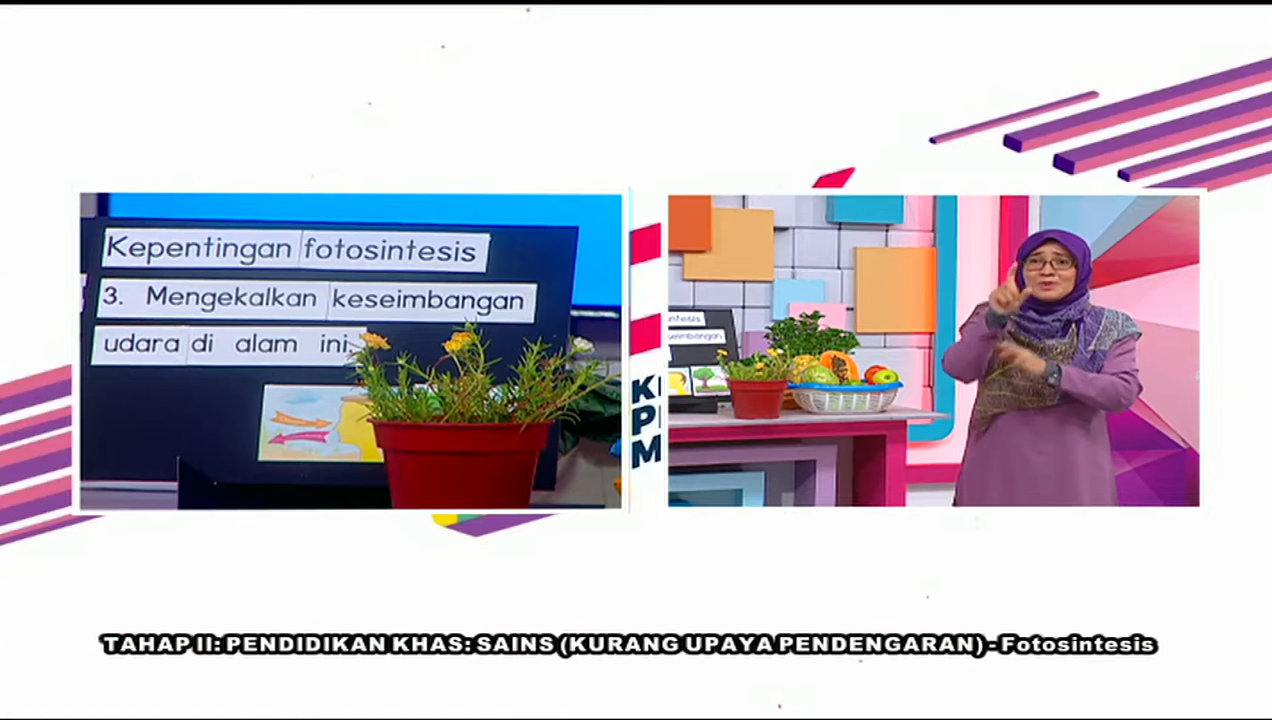 Kepentingan fotosintesis
3. Mengekalkan keseimbangan
udara di alam ini
TAHAP II: PENDIDIKAN KHAS: SAINS (KURANG UPAYA PENDENGARAN) - Fotosintesis